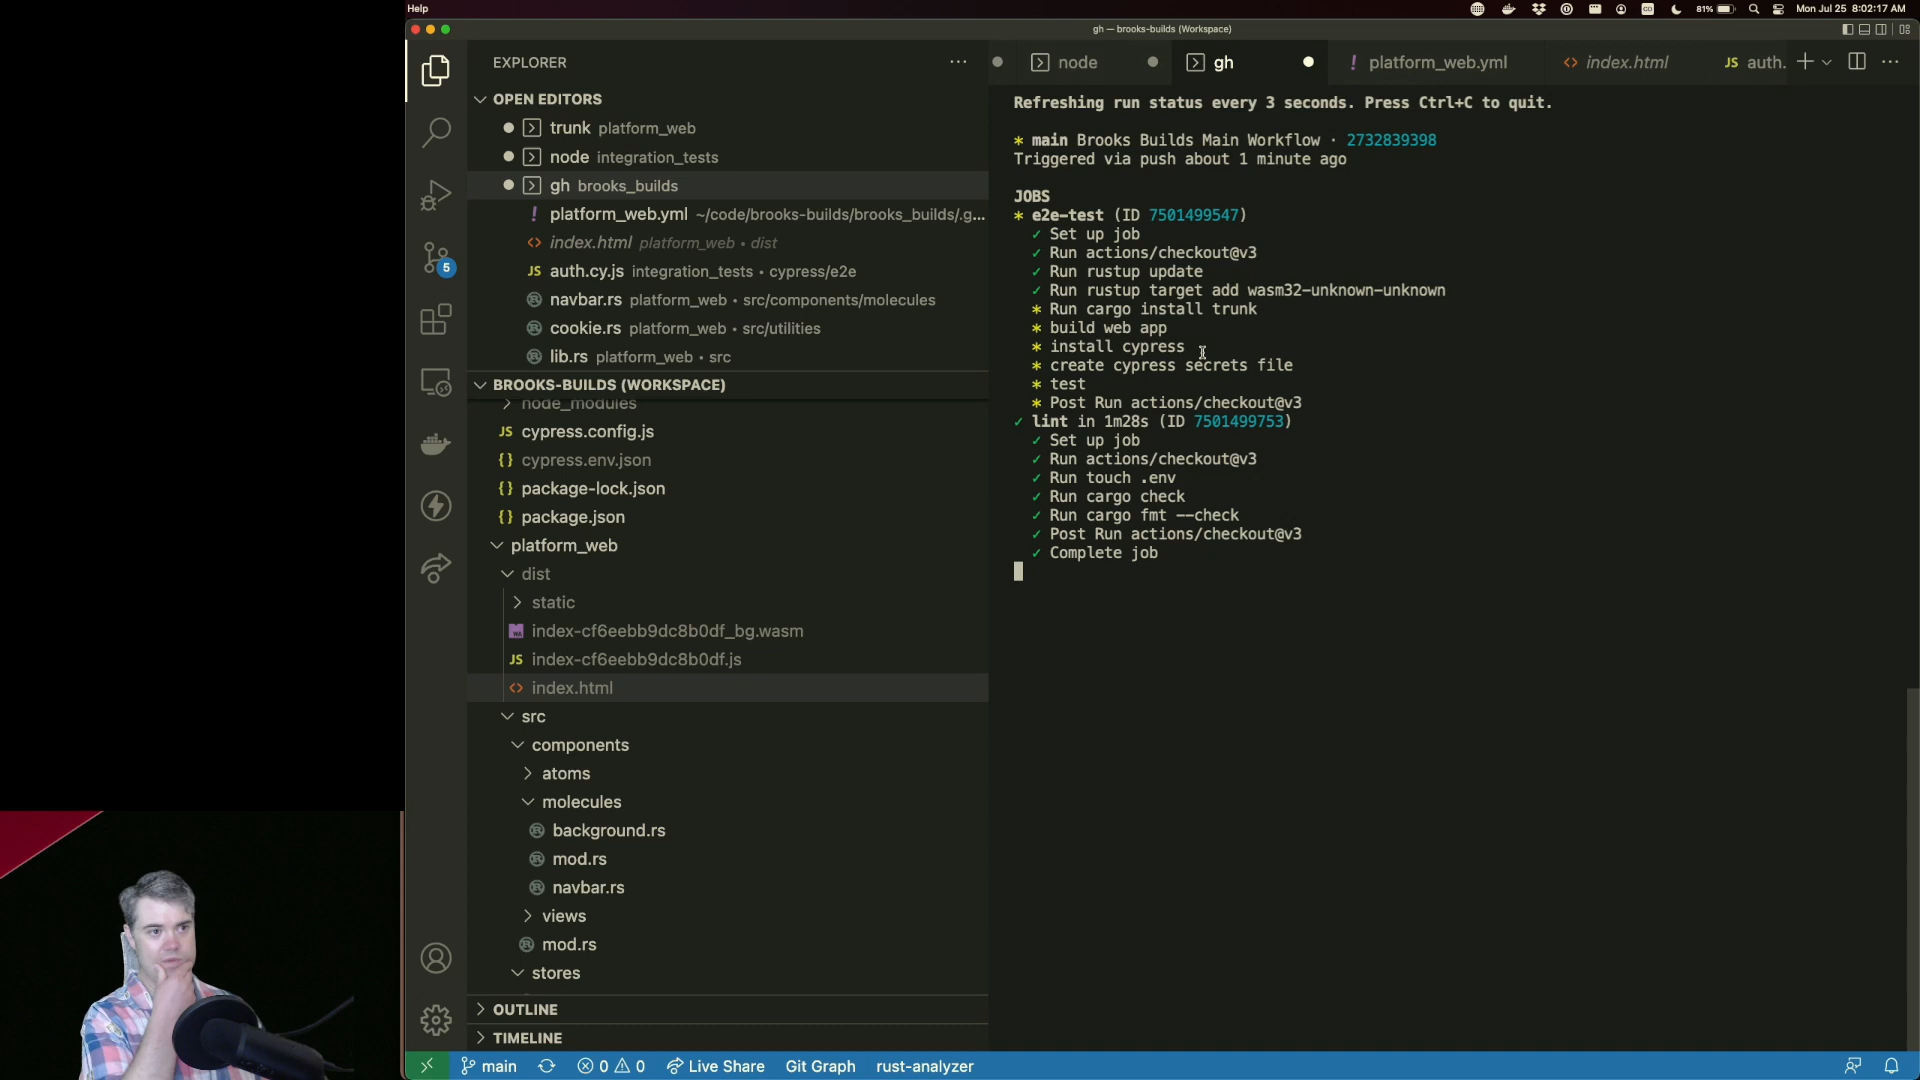 Help
81%
Mon Jul 25 8:02:17 AM
gh — brooks-builds (Workspace)
EXPLORER
node
gh
! platform_web.yml
<> index.html
JS auth.
OPEN EDITORS
trunk platform_web
node integration_tests
gh brooks_builds
! platform_web.yml ~/code/brooks-builds/brooks_builds/.g...
<> index.html platform_web • dist
JS auth.cy.js integration_tests • cypress/e2e
navbar.rs platform_web • src/components/molecules
cookie.rs platform_web • src/utilities
lib.rs platform_web • src
BROOKS-BUILDS (WORKSPACE)
node_modules
JS cypress.config.js
{} cypress.env.json
{} package-lock.json
{} package.json
platform_web
dist
static
index-cf6eebb9dc8b0df_bg.wasm
JS index-cf6eebb9dc8b0df.js
<> index.html
src
components
atoms
molecules
background.rs
mod.rs
navbar.rs
views
mod.rs
stores
OUTLINE
TIMELINE
5
Refreshing run status every 3 seconds. Press Ctrl+C to quit.
* main Brooks Builds Main Workflow · 2732839398
Triggered via push about 1 minute ago
JOBS
* e2e-test (ID 7501499547)
✓ Set up job
✓ Run actions/checkout@v3
✓ Run rustup update
✓ Run rustup target add wasm32-unknown-unknown
* Run cargo install trunk
* build web app
* install cypress
* create cypress secrets file
* test
* Post Run actions/checkout@v3
✓ lint in 1m28s (ID 7501499753)
✓ Set up job
✓ Run actions/checkout@v3
✓ Run touch .env
✓ Run cargo check
✓ Run cargo fmt --check
✓ Post Run actions/checkout@v3
✓ Complete job
main
0 0
Live Share
Git Graph
rust-analyzer